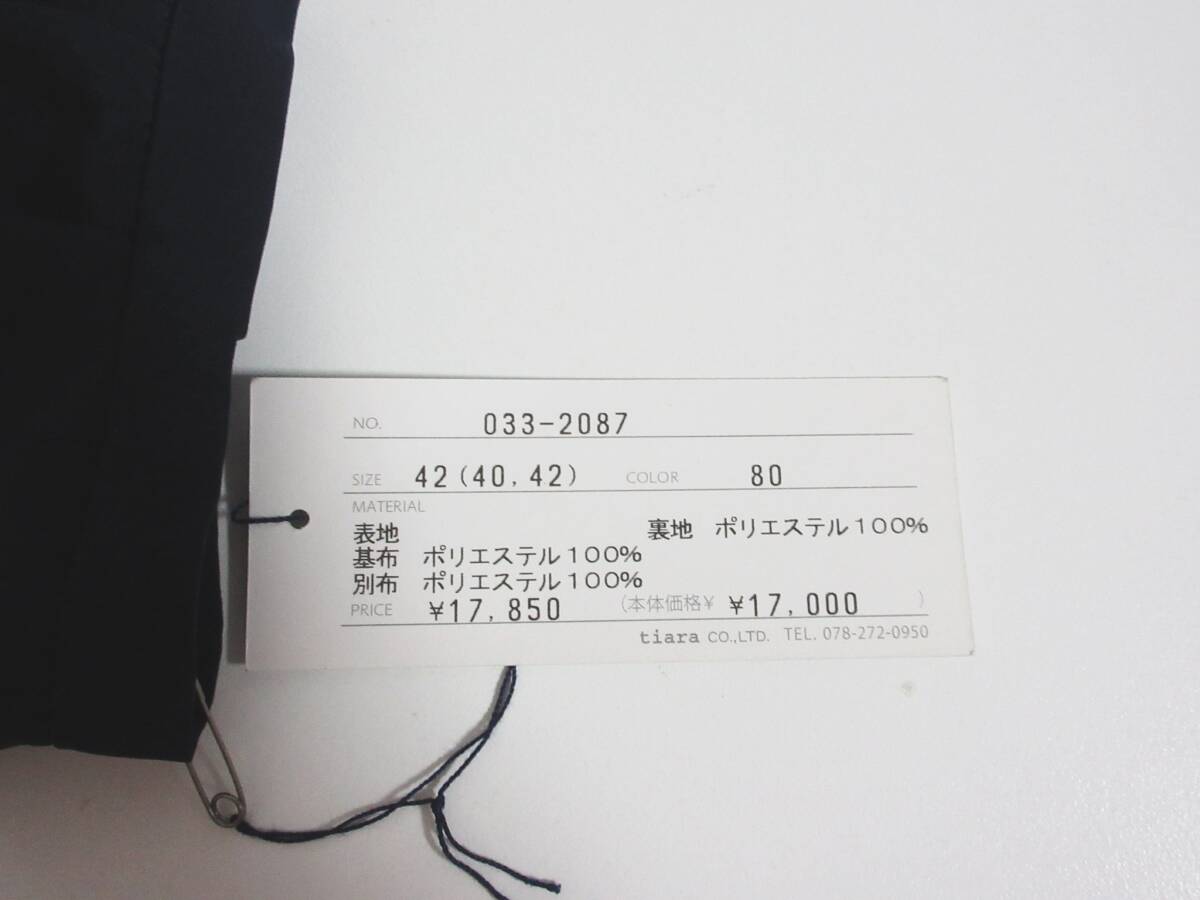 NO. 033-2087
SIZE 42(40,42) COLOR 80
MATERIAL
表地 裏地 ポリエステル100%
基布 ポリエステル100%
別布 ポリエステル100%
PRICE ¥17,850 (本体価格¥ ¥17,000 )
tiara CO.,LTD. TEL. 078-272-0950